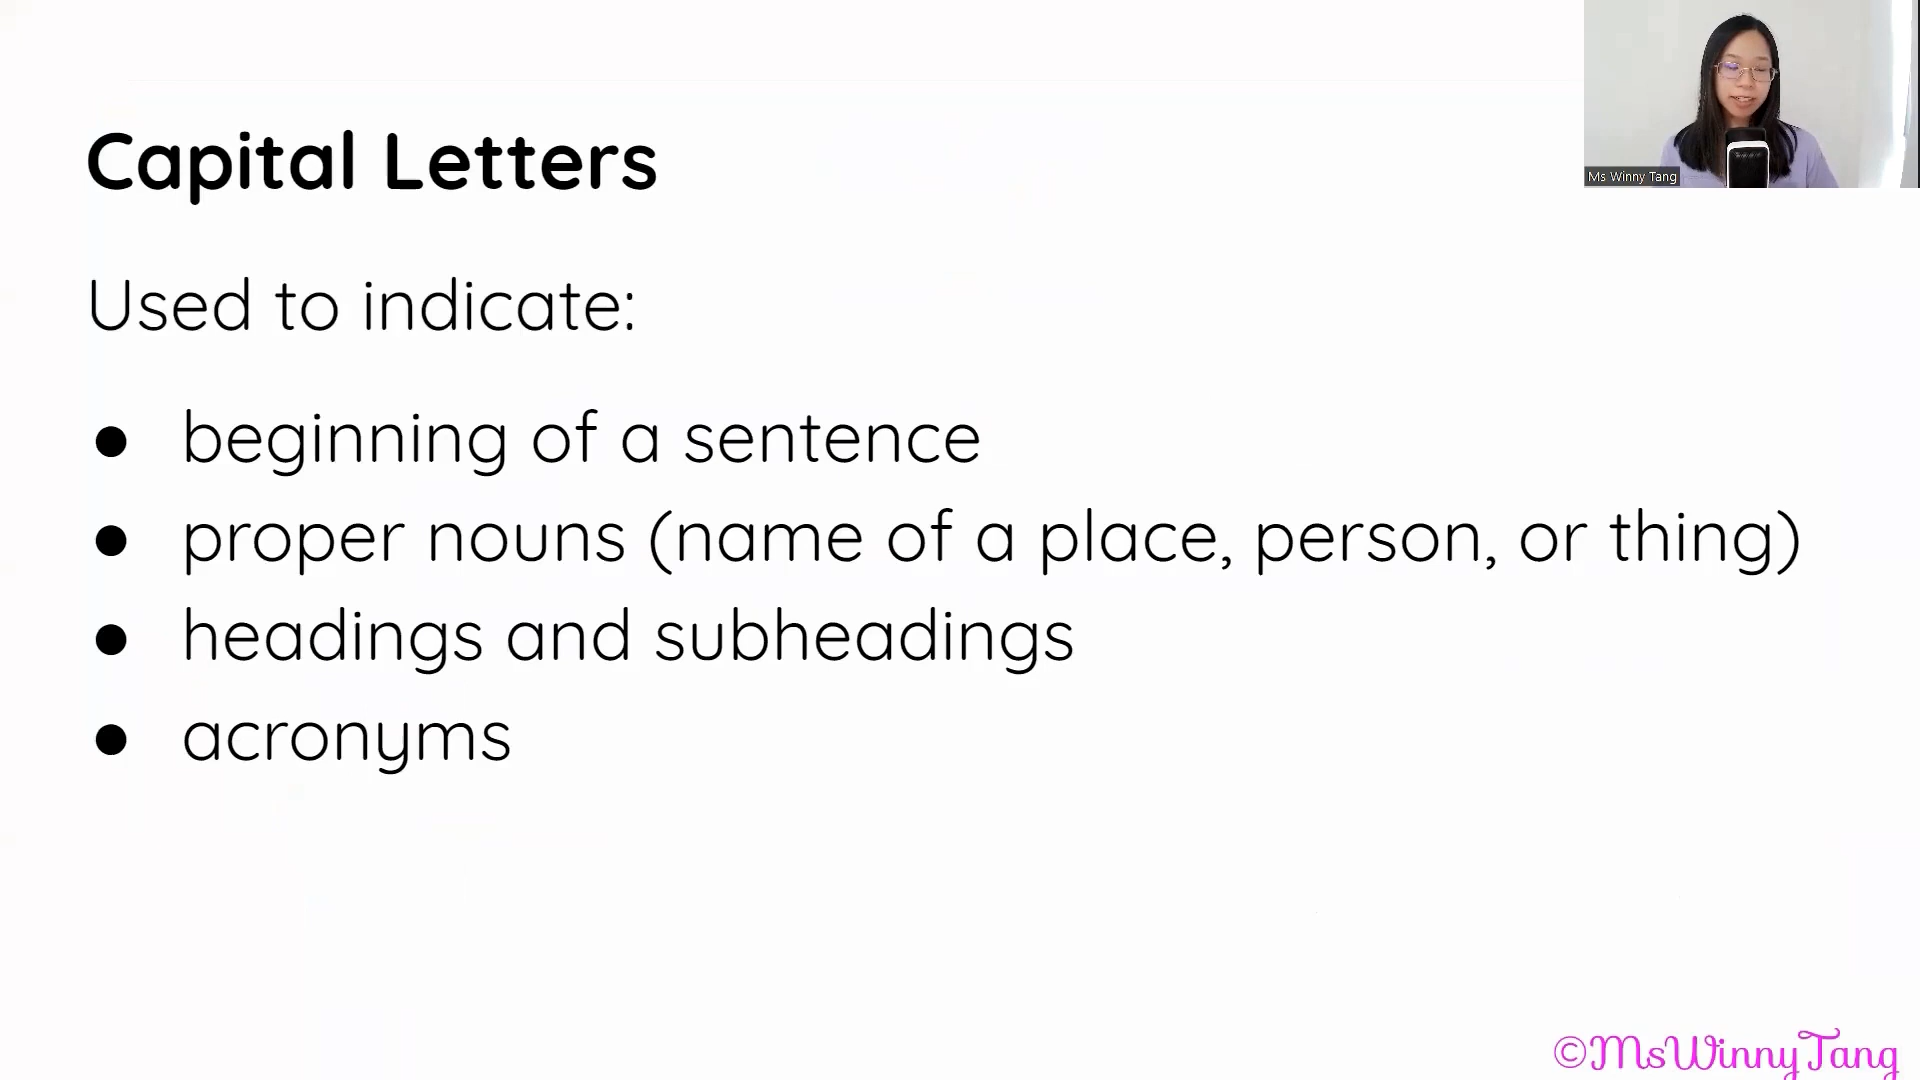 Capital Letters
Used to indicate:
● beginning of a sentence
● proper nouns (name of a place, person, or thing)
● headings and subheadings
● acronyms
Ms Winny Tang
©MsWinnyTang